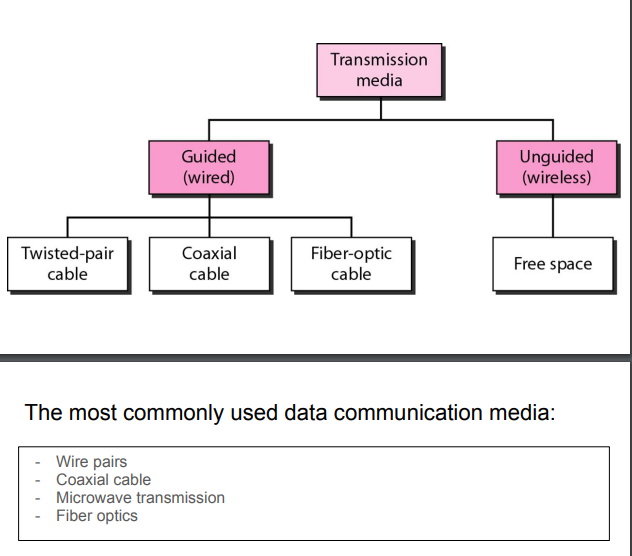 Transmission
media
Guided
(wired)
Unguided
(wireless)
Twisted-pair
cable
Coaxial
cable
Fiber-optic
cable
Free space
The most commonly used data communication media:
- Wire pairs
- Coaxial cable
- Microwave transmission
- Fiber optics